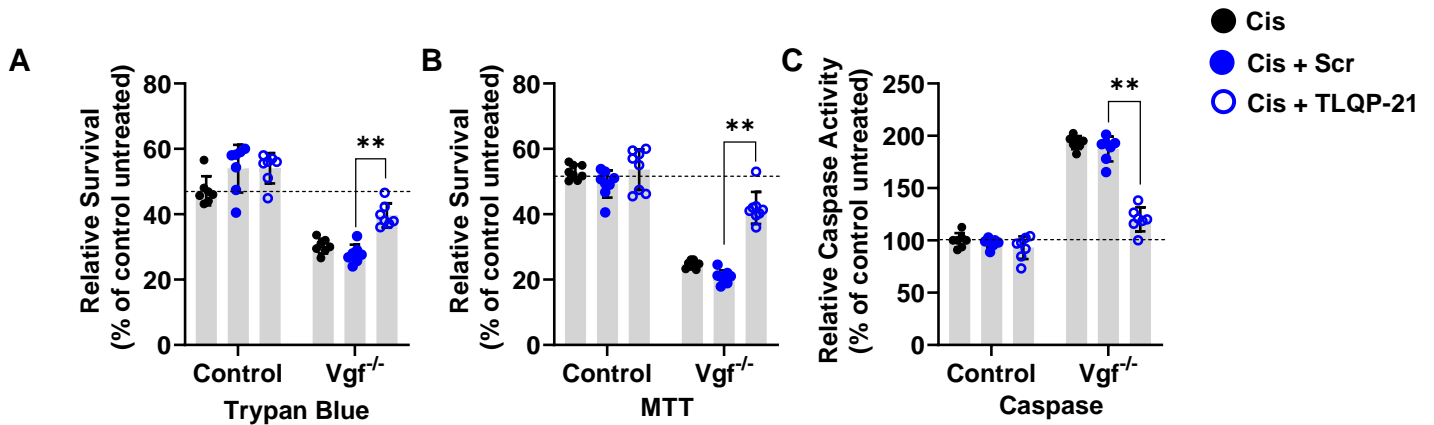 Cis
Cis + Scr
Cis + TLQP-21
A
Relative Survival
(% of control untreated)
80
60
40
20
0
**
Control
Vgf-/-
Trypan Blue
B
Relative Survival
(% of control untreated)
80
60
40
20
0
**
Control
Vgf-/-
MTT
C
Relative Caspase Activity
(% of control untreated)
250
200
150
100
50
0
**
Control
Vgf-/-
Caspase